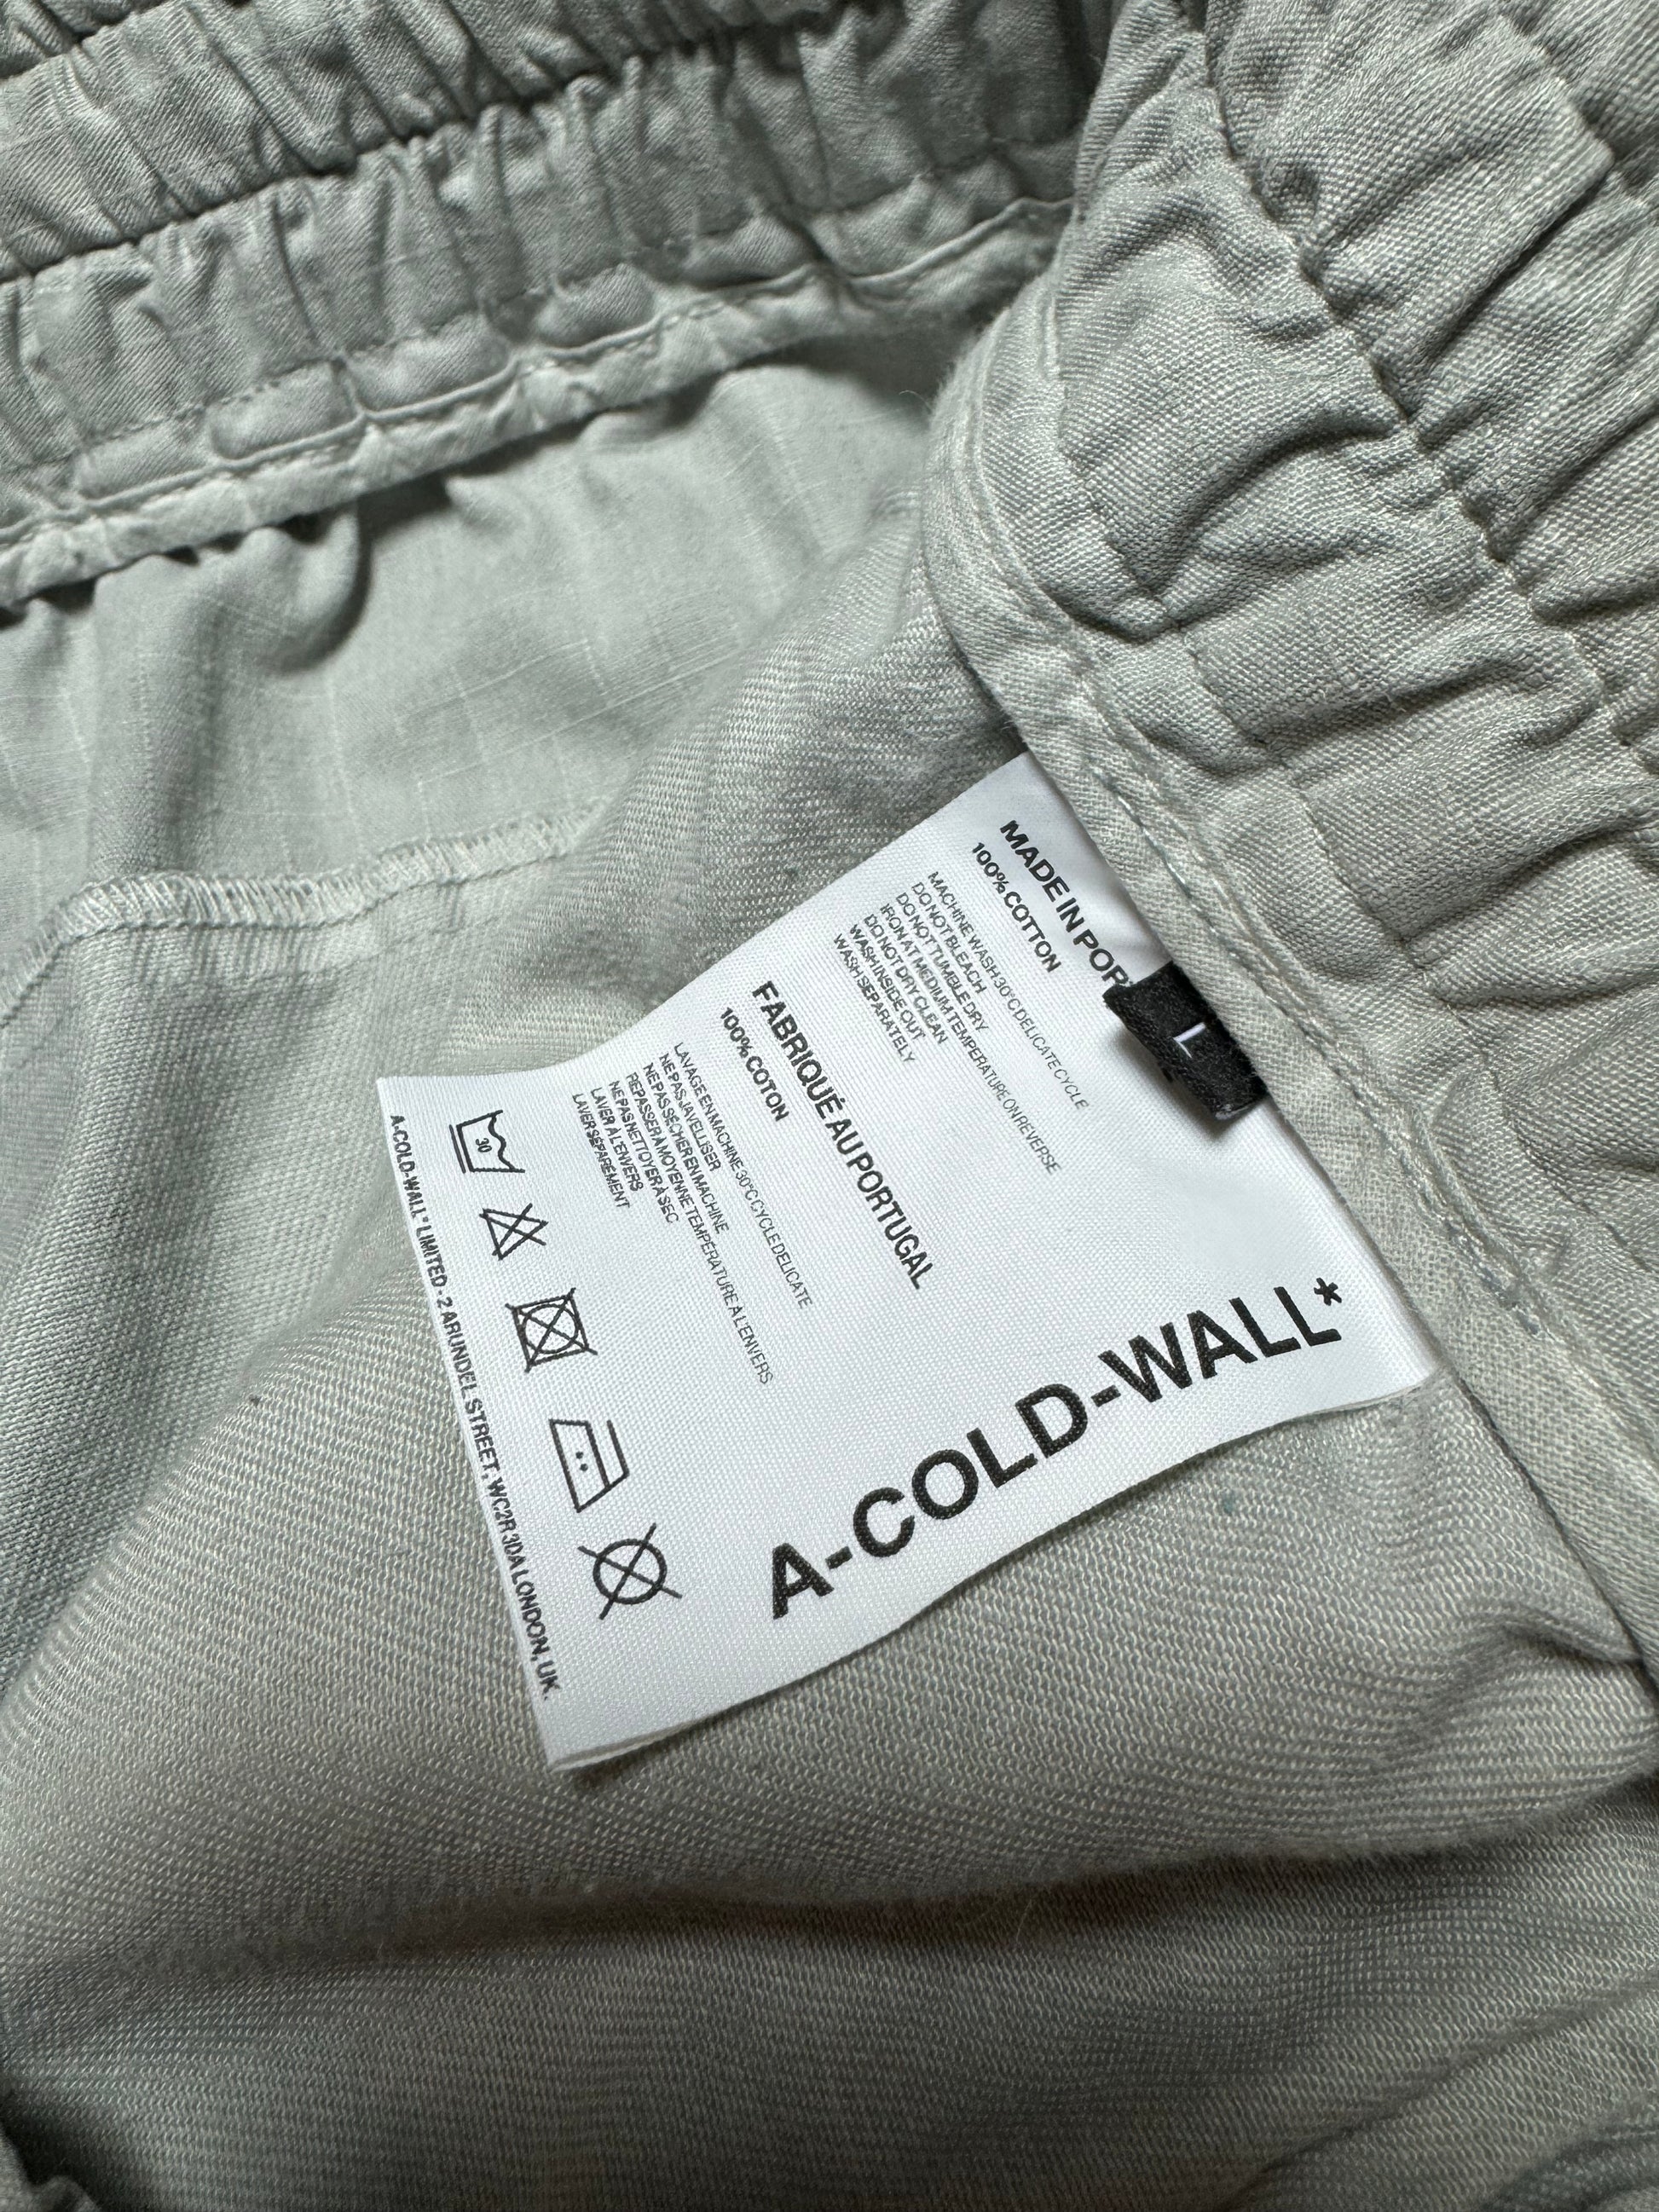 MADE IN POR
100% COTTON
MACHINE WASH 30°C DELICATE CYCLE
DO NOT BLEACH
DO NOT TUMBLE DRY
IRON AT MEDIUM TEMPERATURE ON REVERSE
DO NOT DRY CLEAN
WASH INSIDE OUT
WASH SEPARATELY
L
FABRIQUÉ AU PORTUGAL
100% COTON
LAVAGE EN MACHINE 30°C CYCLE DELICATE
NE PAS JAVELLISER
NE PAS SÉCHER EN MACHINE
REPASSER A MOYENNE TEMPÉRATURE A L'ENVERS
NE PAS NETTOYER À SEC
LAVER A L'ENVERS
LAVER SÉPARÉMENT
30
A-COLD-WALL* LIMITED - 2 ARUNDEL STREET, WC2R 3DA LONDON, UK.
A-COLD-WALL*